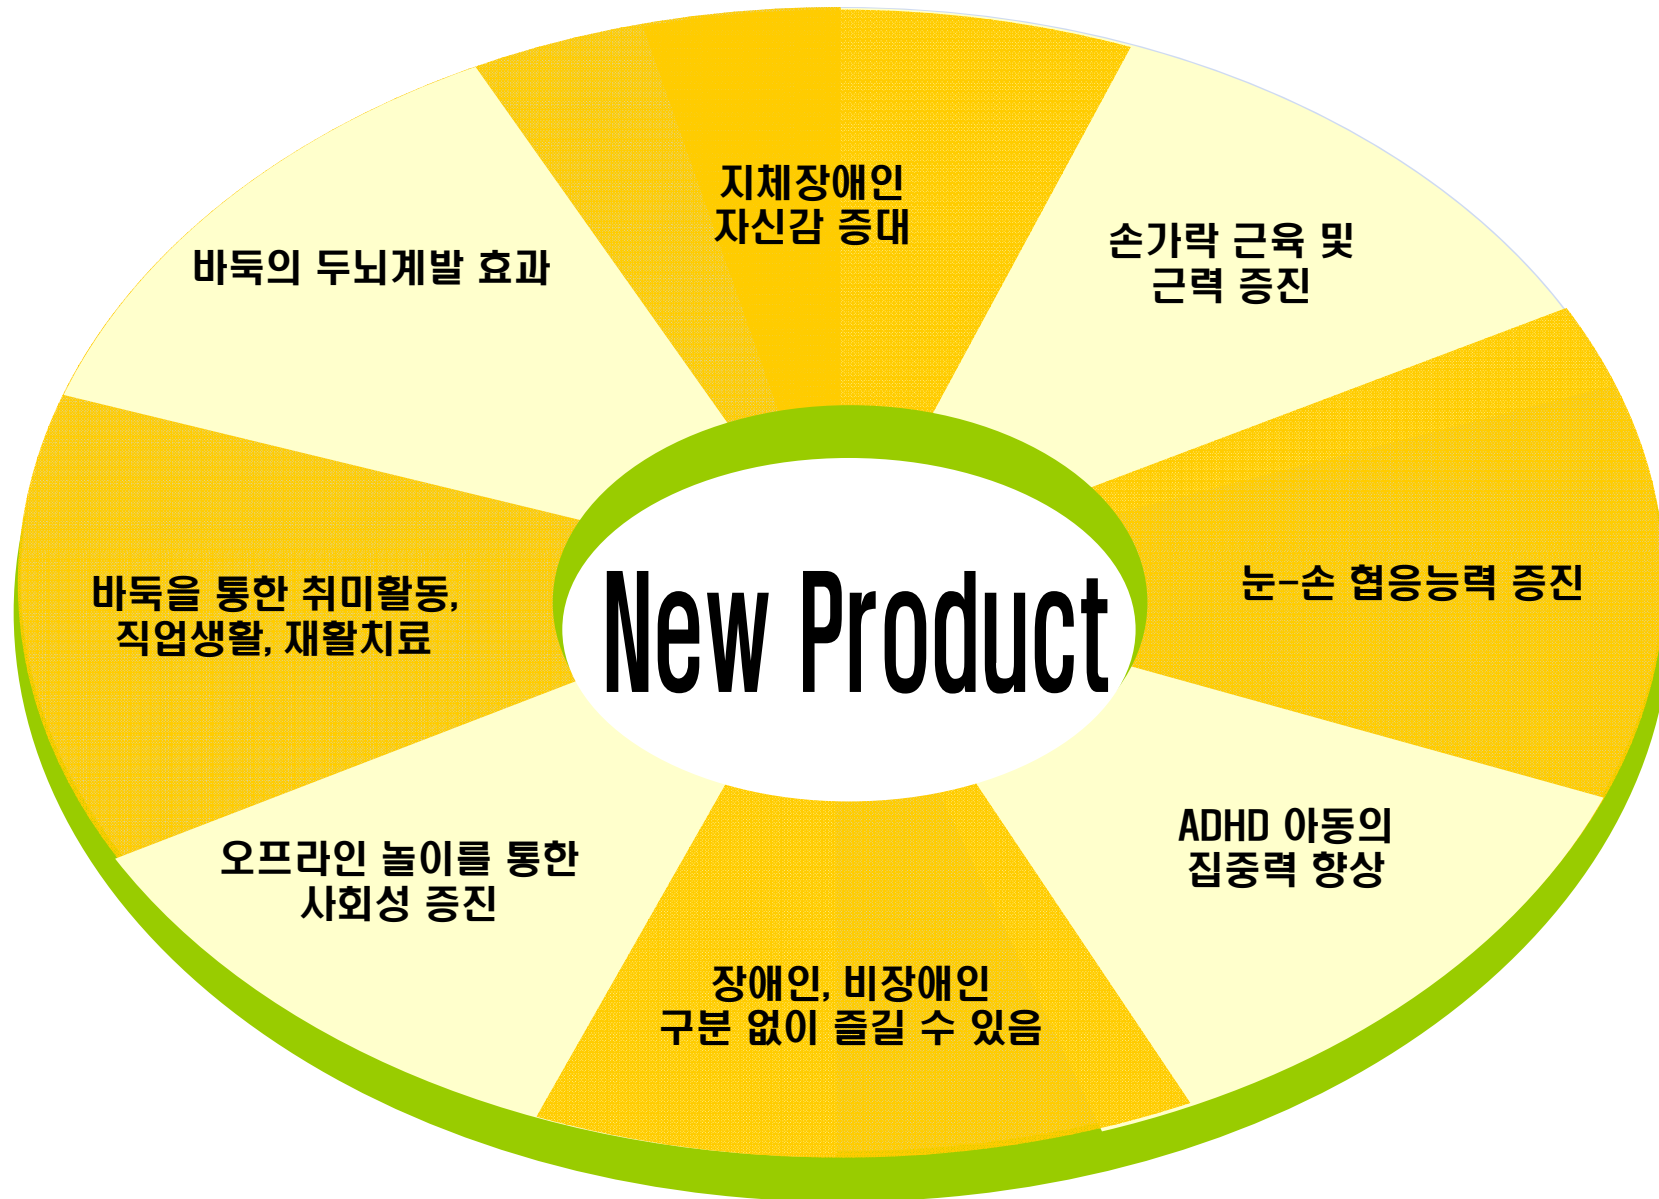 지체장애인
자신감 증대
손가락 근육 및
근력 증진
바둑의 두뇌계발 효과
눈-손 협응능력 증진
바둑을 통한 취미활동,
직업생활, 재활치료
New Product
ADHD 아동의
집중력 향상
오프라인 놀이를 통한
사회성 증진
장애인, 비장애인
구분 없이 즐길 수 있음